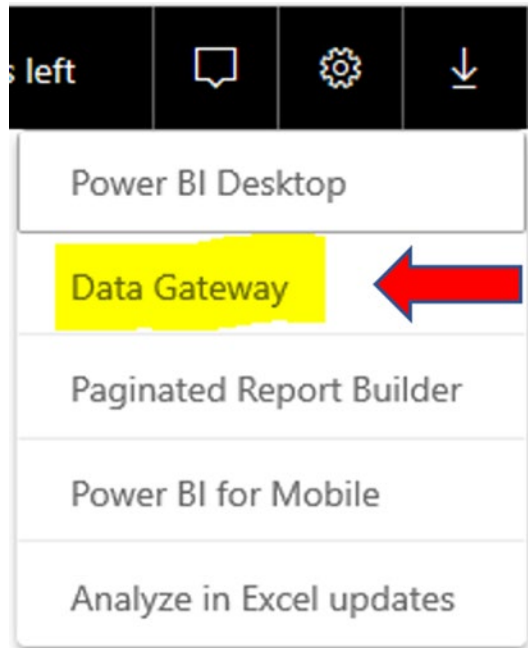 s left
Power BI Desktop
Data Gateway
Paginated Report Builder
Power BI for Mobile
Analyze in Excel updates